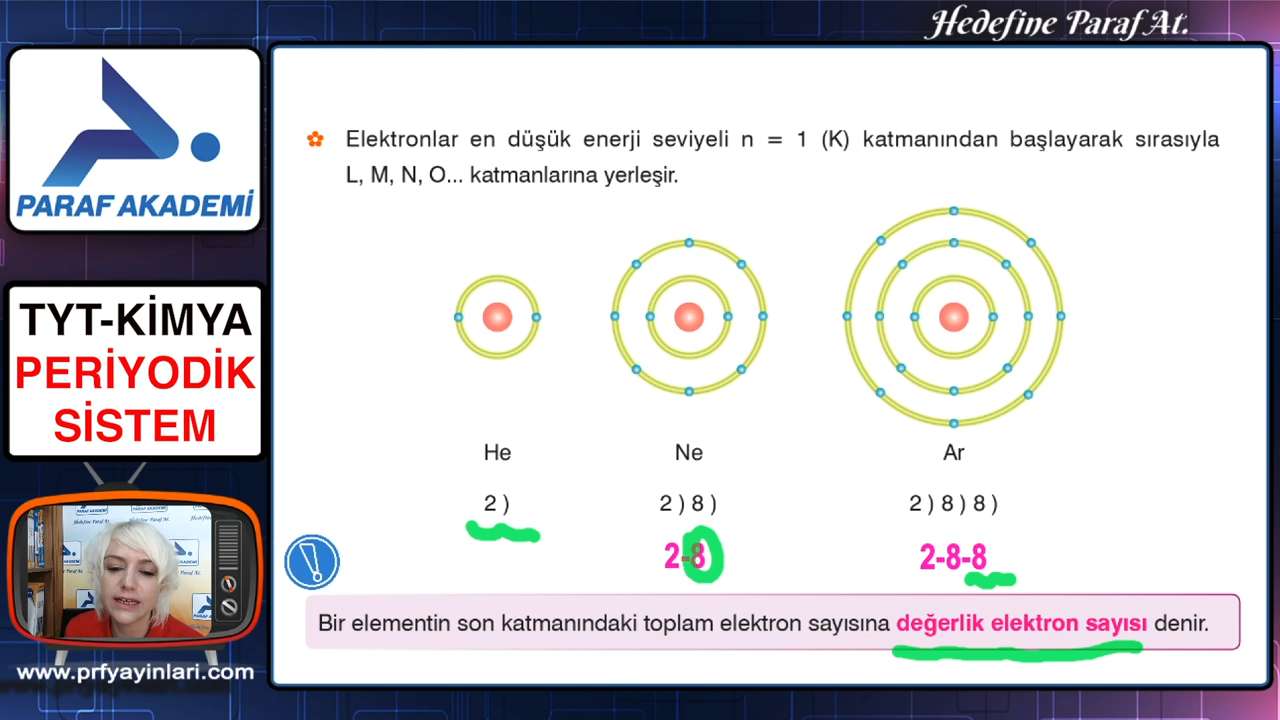 Hedefine Paraf At.
PARAF AKADEMİ
TYT-KİMYA
PERİYODİK
SİSTEM
www.prfyayinlari.com
Elektronlar en düşük enerji seviyeli n = 1 (K) katmanından başlayarak sırasıyla
L, M, N, O... katmanlarına yerleşir.
He Ne Ar
2 ) 2 ) 8 ) 2 ) 8 ) 8 )
2-8 2-8-8
Bir elementin son katmanındaki toplam elektron sayısına değerlik elektron sayısı denir.